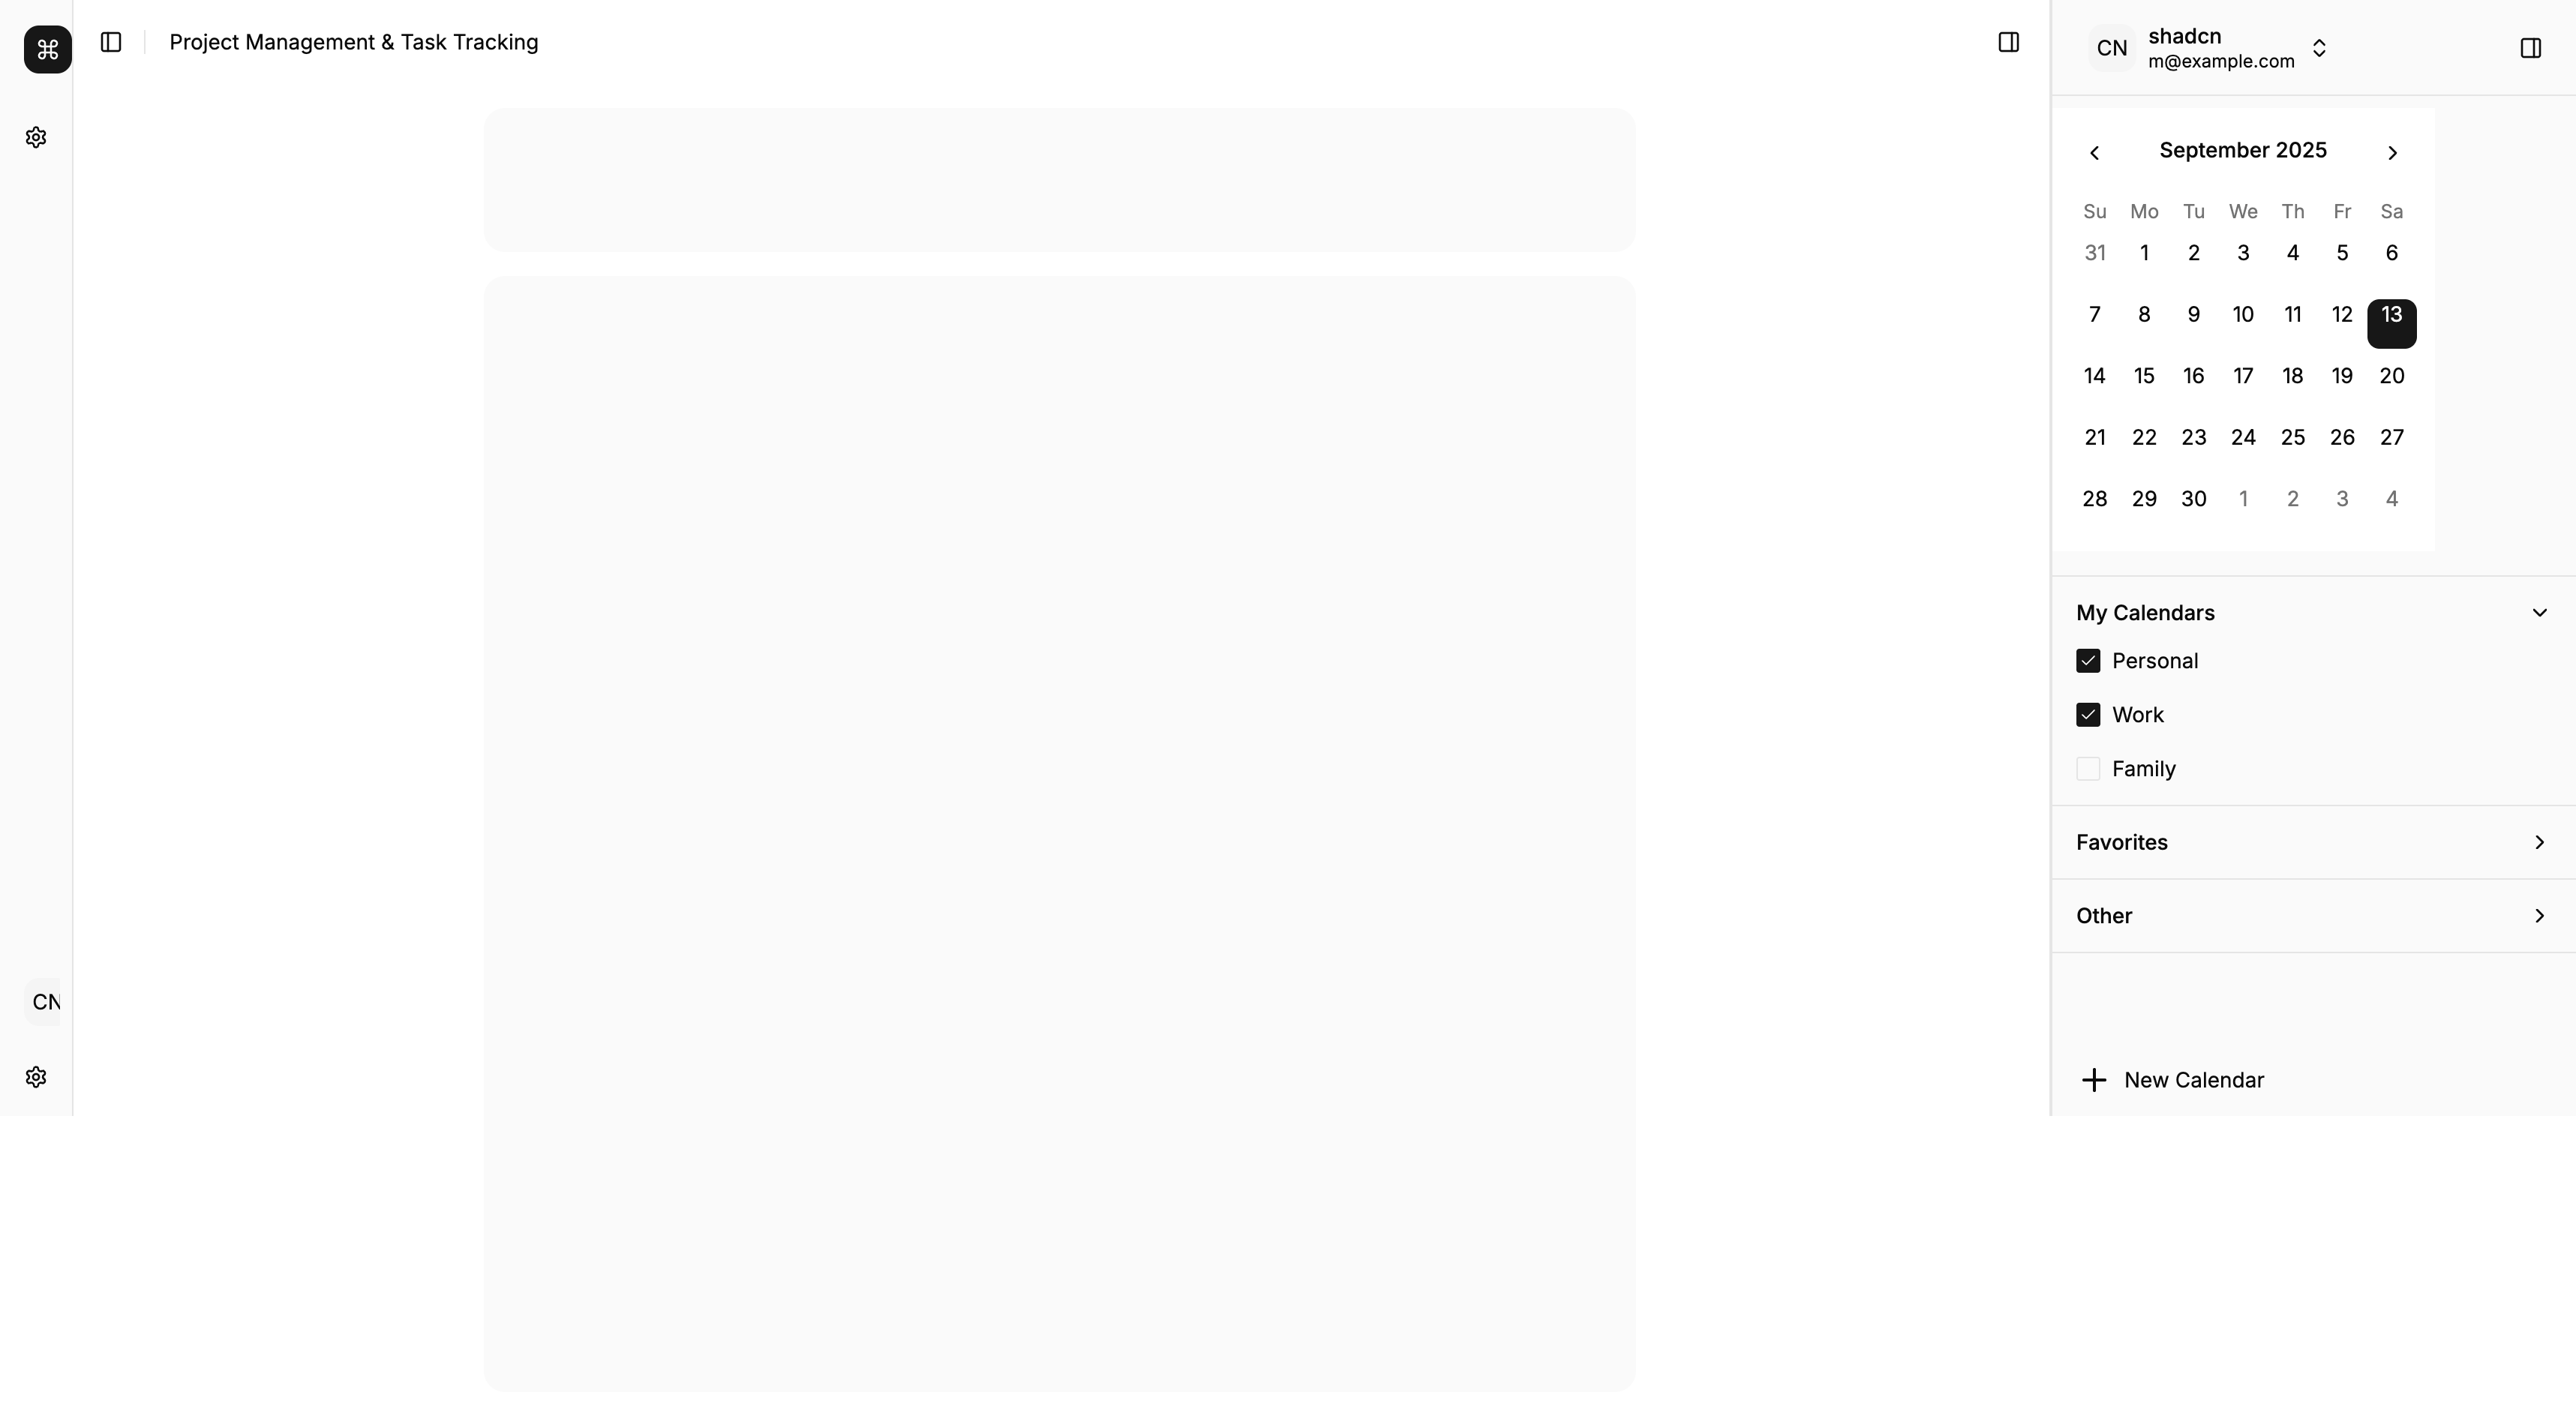 Project Management & Task Tracking
CN
CN
shadcn
m@example.com
September 2025
Su Mo Tu We Th Fr Sa
31 1 2 3 4 5 6
7 8 9 10 11 12 13
14 15 16 17 18 19 20
21 22 23 24 25 26 27
28 29 30 1 2 3 4
My Calendars
Personal
Work
Family
Favorites
Other
New Calendar